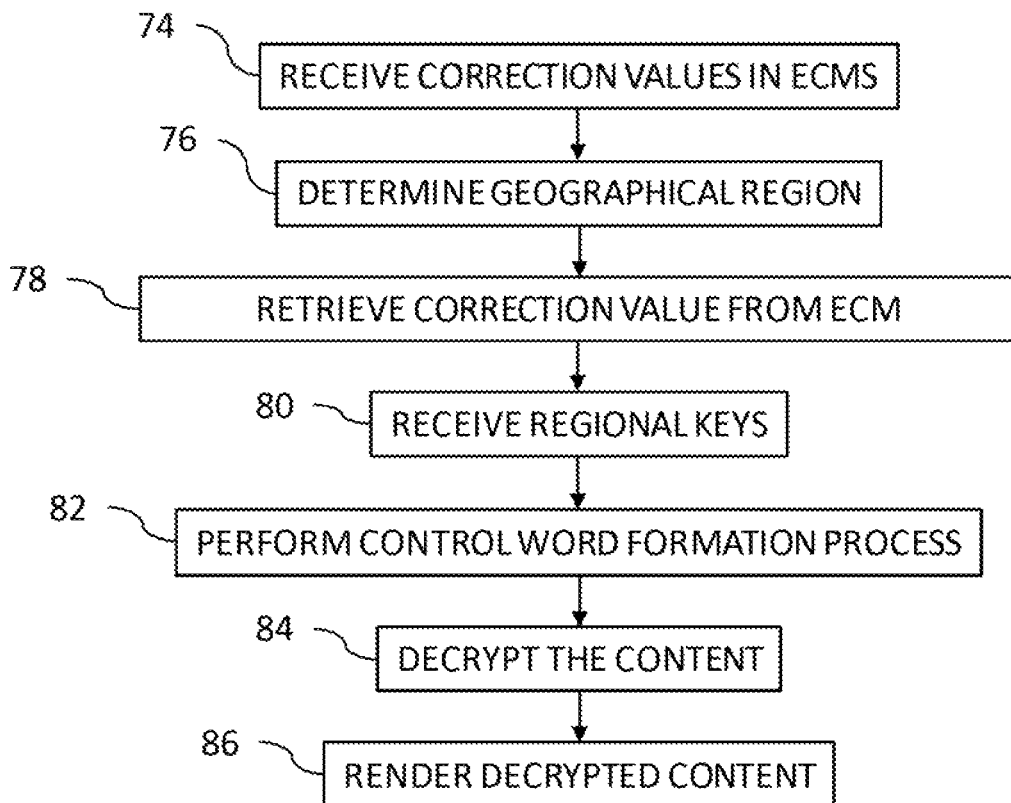 74
RECEIVE CORRECTION VALUES IN ECMS
76
DETERMINE GEOGRAPHICAL REGION
78
RETRIEVE CORRECTION VALUE FROM ECM
80
RECEIVE REGIONAL KEYS
82
PERFORM CONTROL WORD FORMATION PROCESS
84
DECRYPT THE CONTENT
86
RENDER DECRYPTED CONTENT